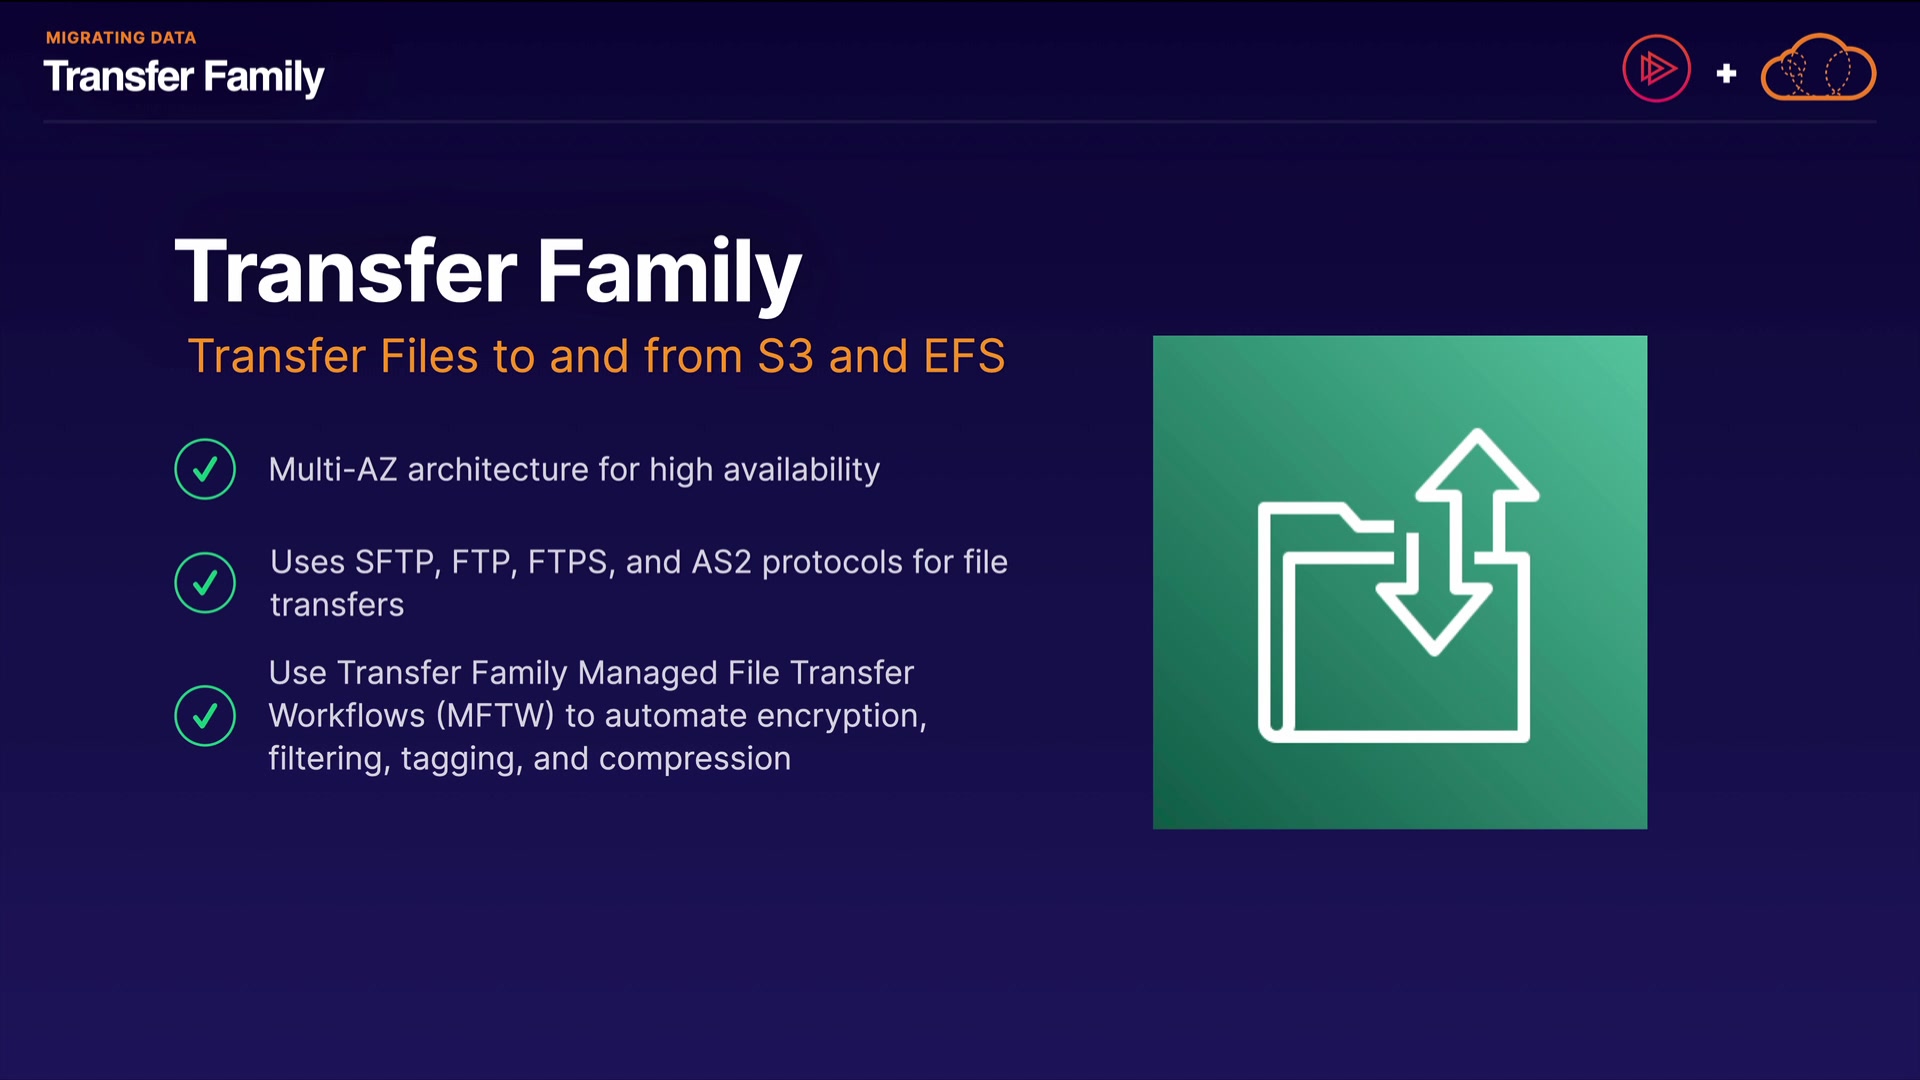 MIGRATING DATA
Transfer Family
+
Transfer Family
Transfer Files to and from S3 and EFS
Multi-AZ architecture for high availability
Uses SFTP, FTP, FTPS, and AS2 protocols for file
transfers
Use Transfer Family Managed File Transfer
Workflows (MFTW) to automate encryption,
filtering, tagging, and compression